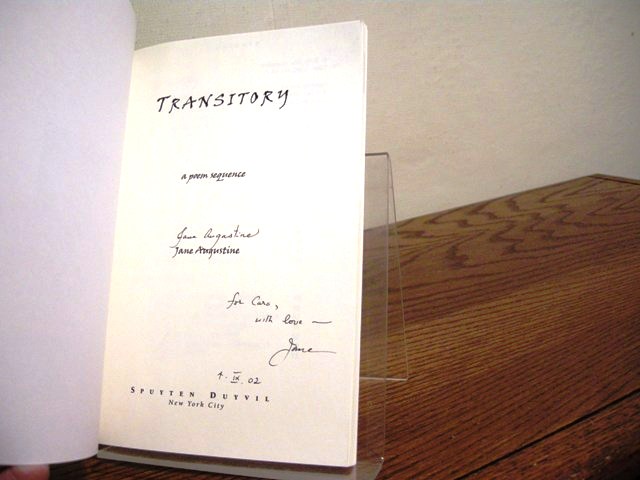 TRANSITORY
a poem sequence
Jane Augustine
Jane Augustine
for Caro,
with love —
Jane
4. IX. 02
SPUYTEN DUYVIL
New York City